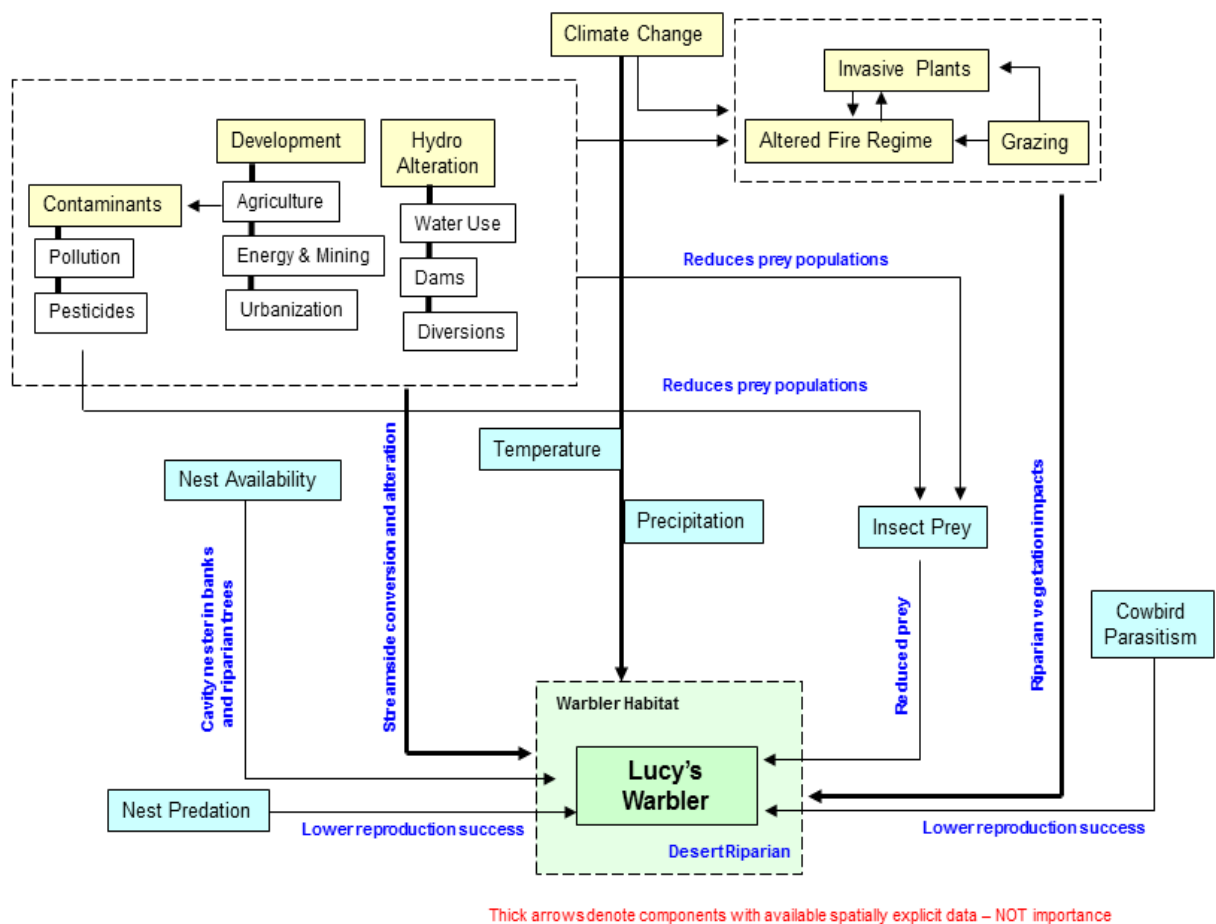 Climate Change
Invasive Plants
Altered Fire Regime
Grazing
Development
Hydro
Alteration
Contaminants
Agriculture
Water Use
Pollution
Energy & Mining
Dams
Pesticides
Urbanization
Diversions
Reduces prey populations
Reduces prey populations
Temperature
Nest Availability
Precipitation
Insect Prey
Cavity nester in banks
and riparian trees
Streamside conversion and alteration
Reduced prey
Riparian vegetation impacts
Cowbird
Parasitism
Warbler Habitat
Lucy's
Warbler
Nest Predation
Lower reproduction success
Lower reproduction success
Desert Riparian
Thick arrows denote components with available spatially explicit data – NOT importance